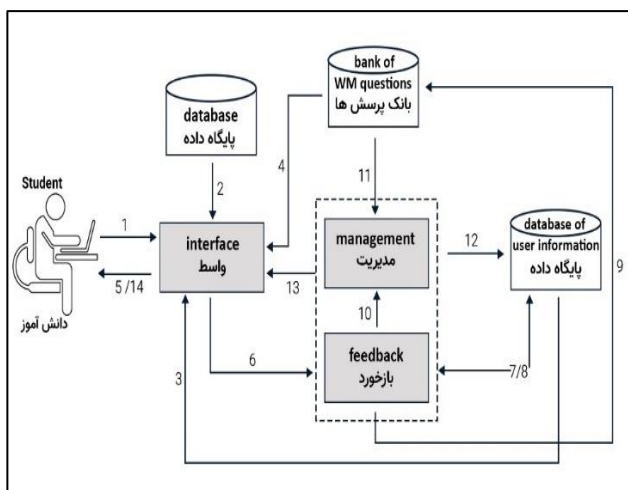 bank of
WM questions
بانک پرسش ها
database
پایگاه داده
4
2
11
Student
1
interface
واسط
management
مدیریت
12
database of
user information
پایگاه داده
9
5 /14
13
10
دانش آموز
3
6
feedback
بازخورد
7/8